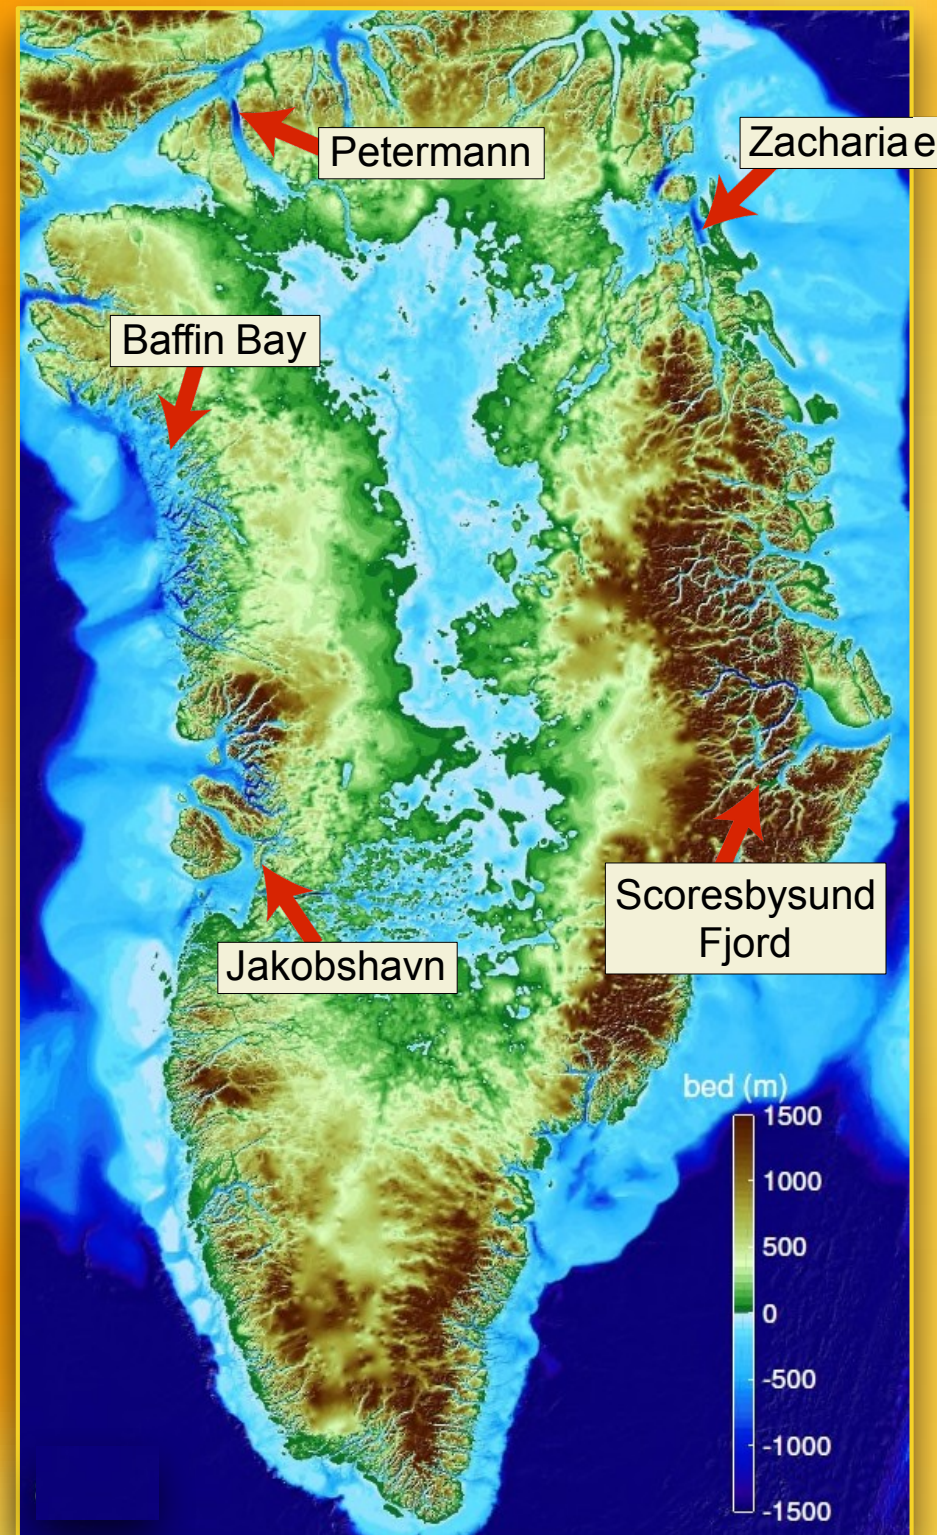 Petermann
Zachariae
Baffin Bay
Scoresbysund
Fjord
Jakobshavn
bed (m)
1500
1000
500
0
-500
-1000
-1500